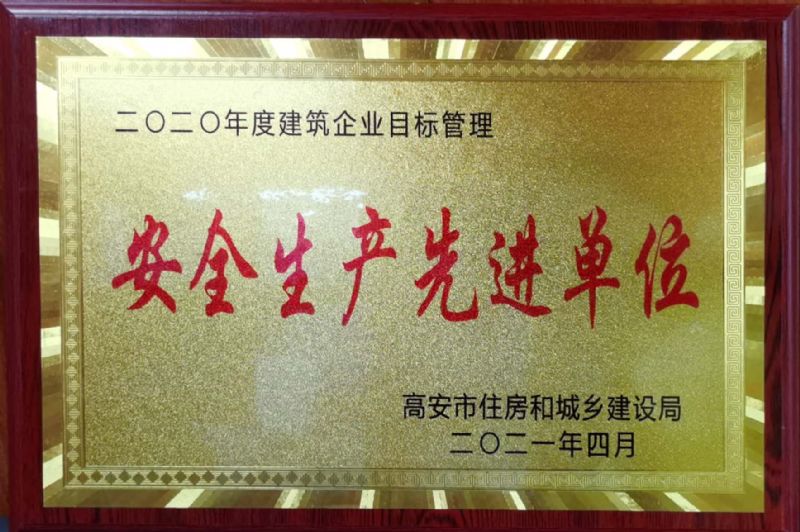 二〇二〇年度建筑企业目标管理
安全生产先进单位
高安市住房和城乡建设局
二〇二一年四月